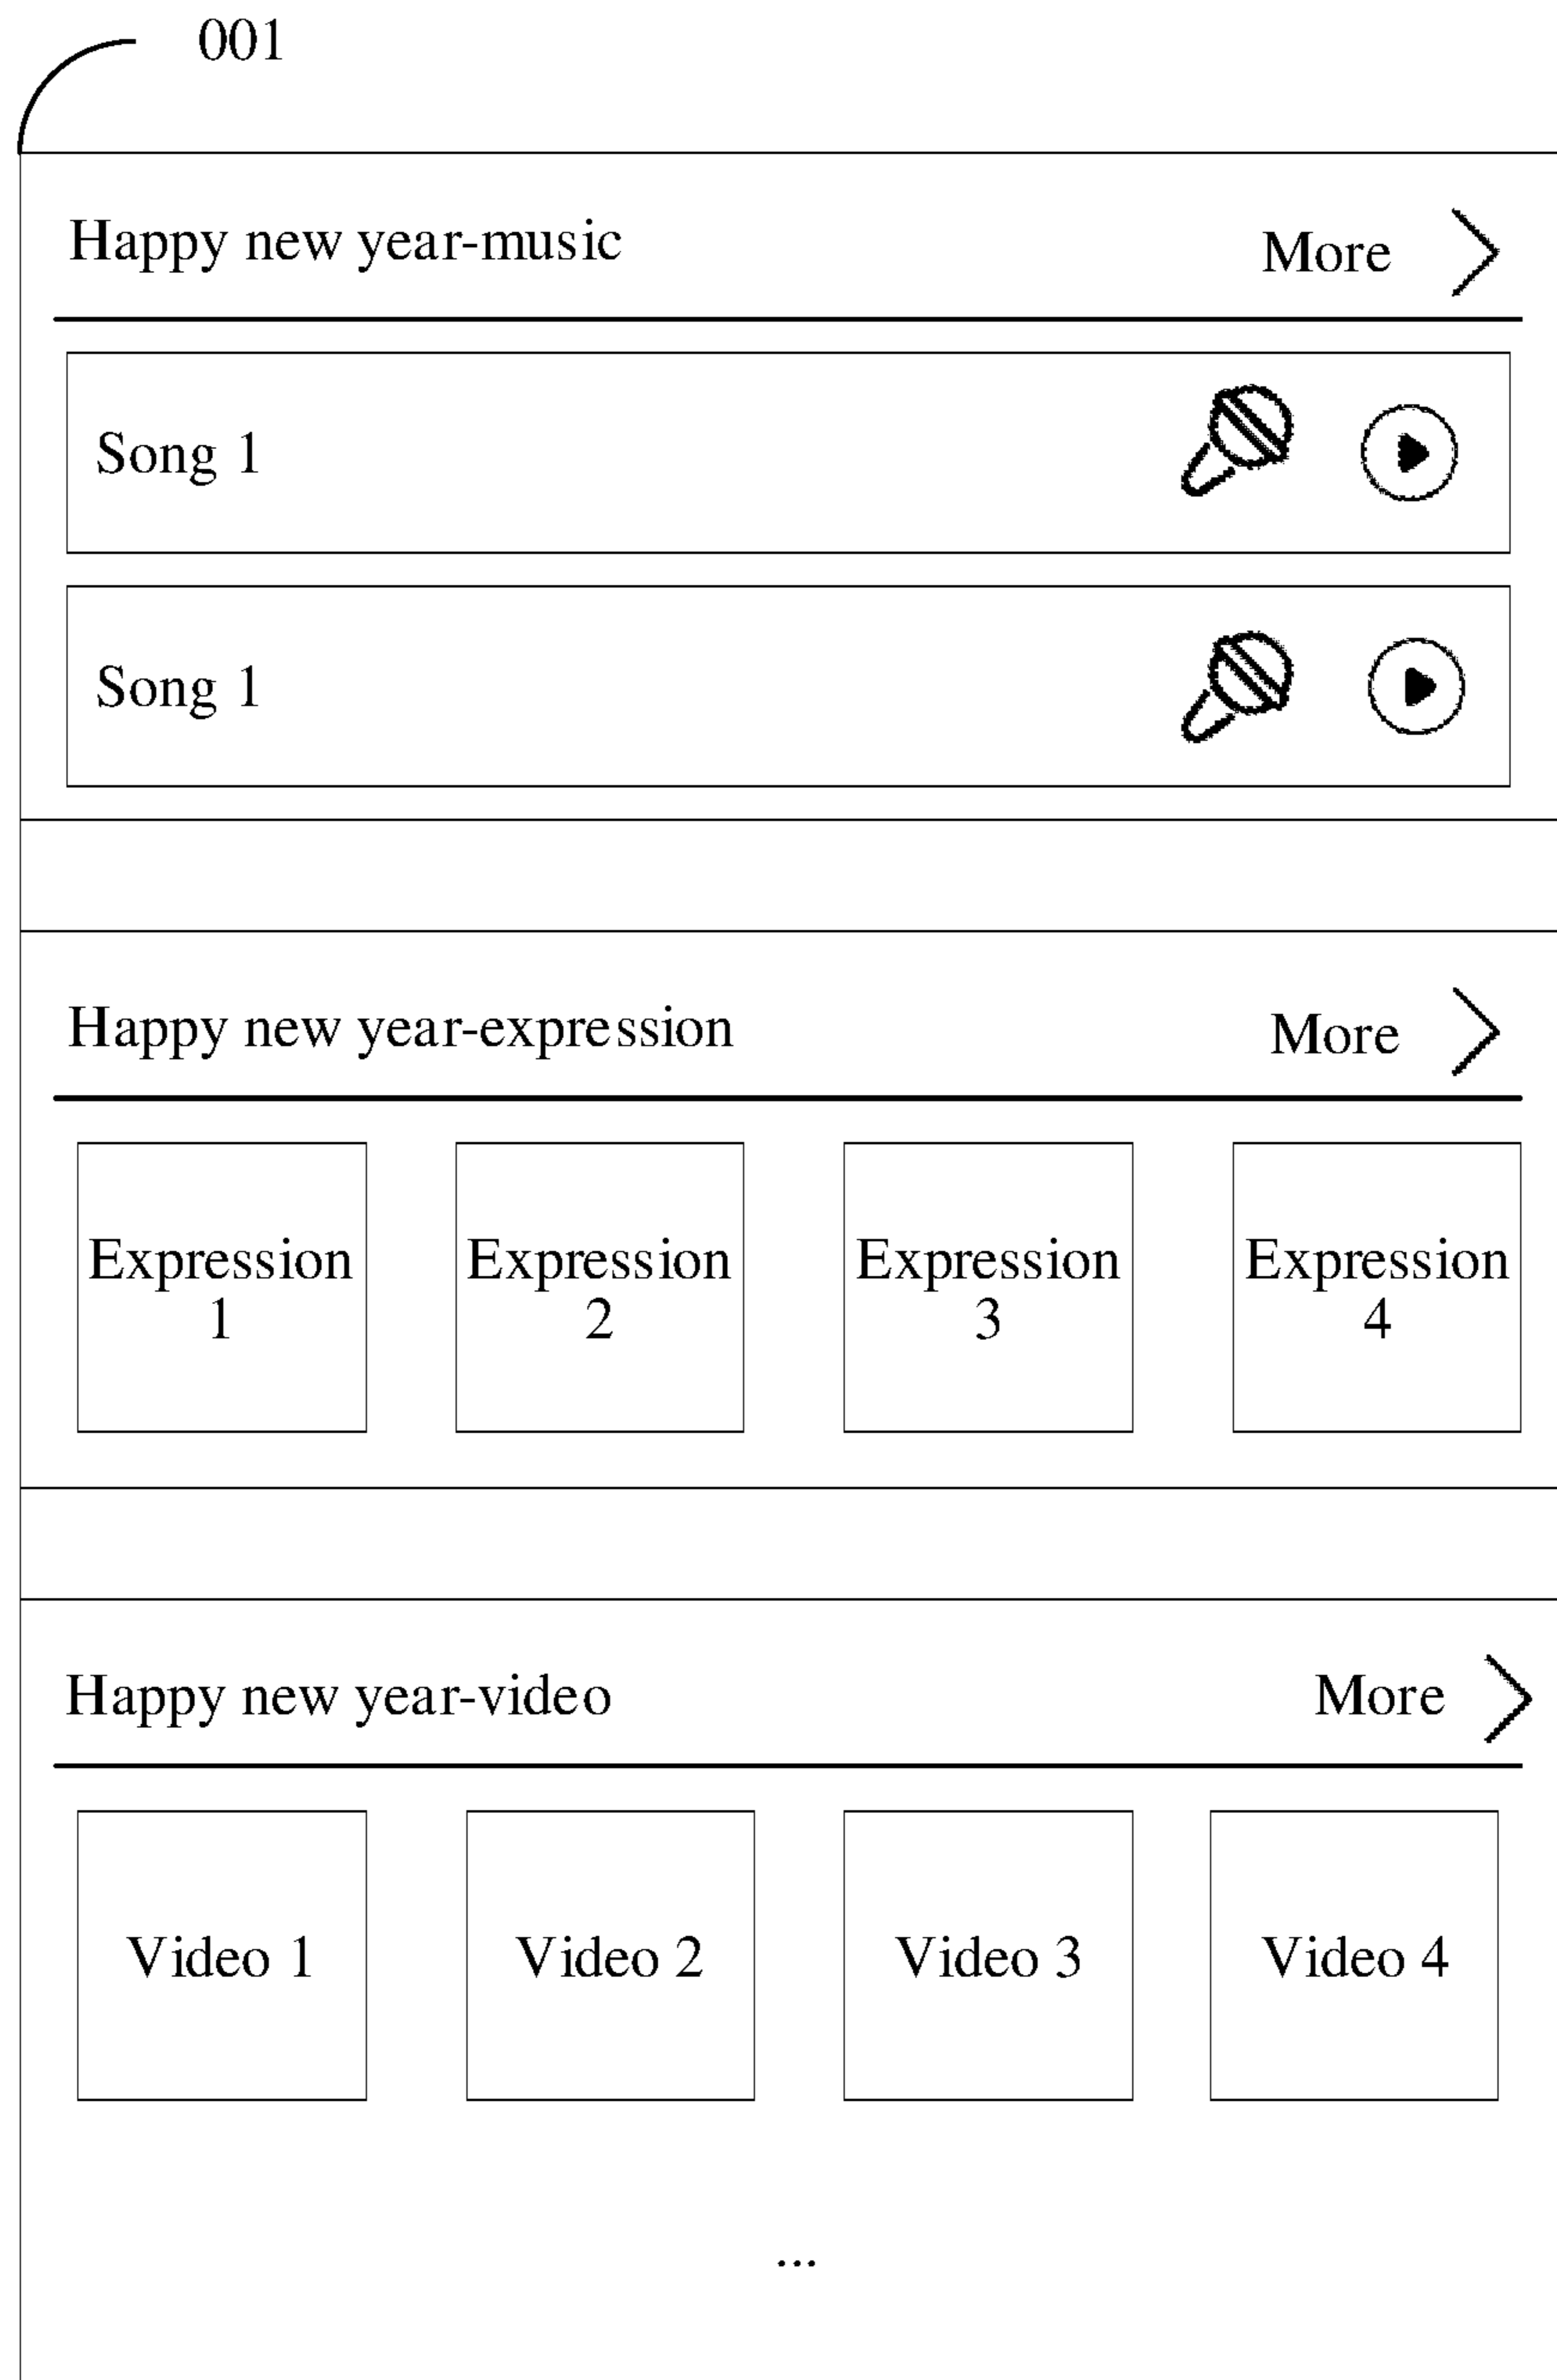 001
Happy new year-music More
Song 1
Song 1
Happy new year-expression More
Expression 1 Expression 2 Expression 3 Expression 4
Happy new year-video More
Video 1 Video 2 Video 3 Video 4
...